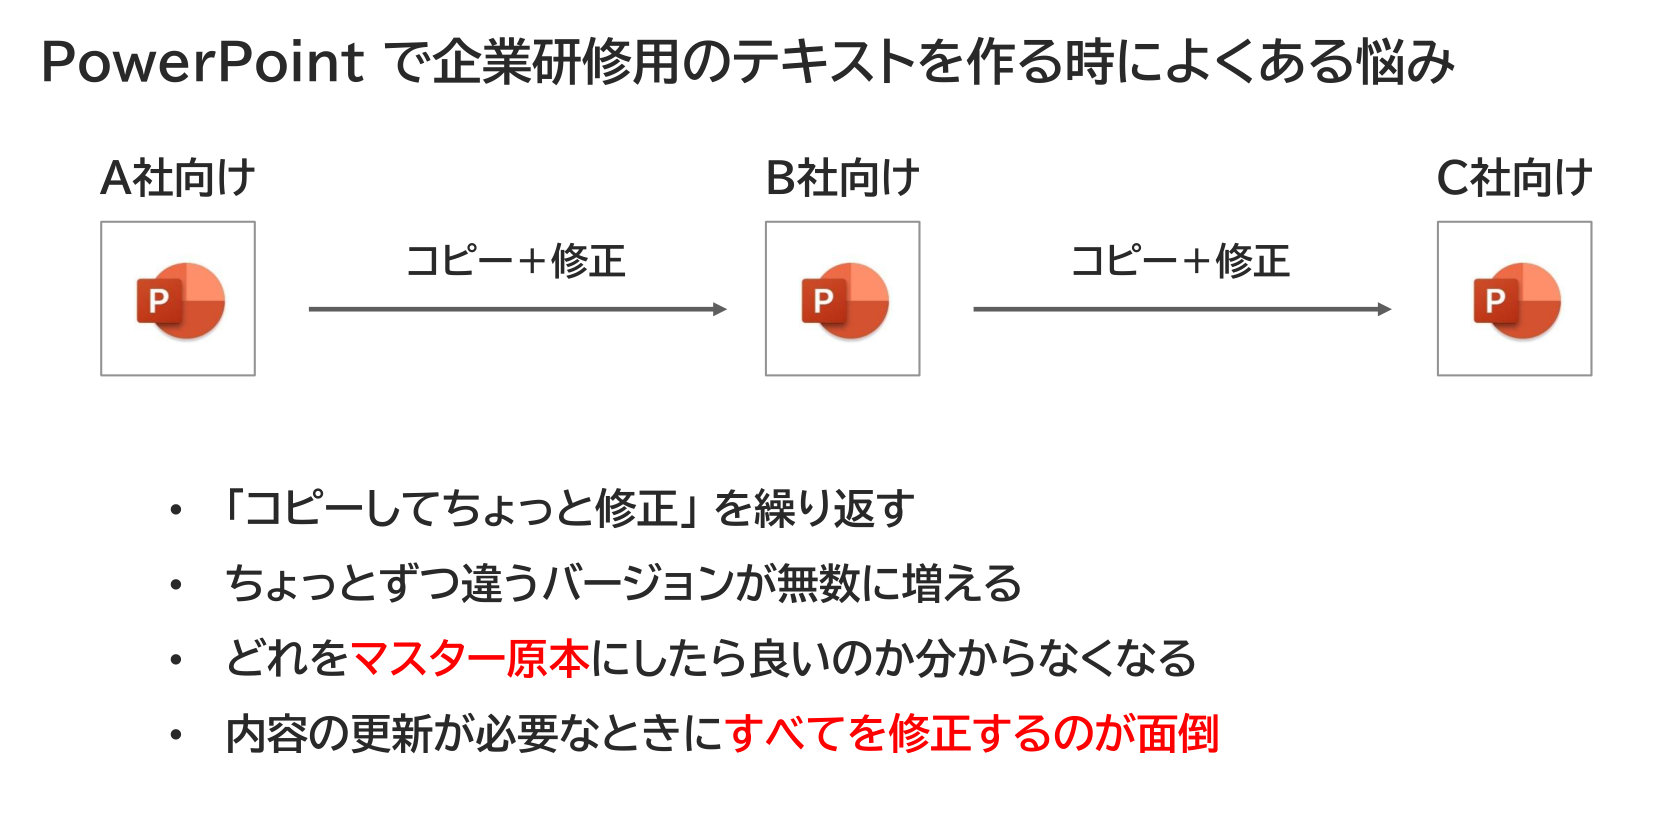 PowerPoint で企業研修用のテキストを作る時によくある悩み
A社向け
B社向け
C社向け
コピー＋修正
コピー＋修正
P
P
P
• 「コピーしてちょっと修正」を繰り返す
• ちょっとずつ違うバージョンが無数に増える
• どれをマスター原本にしたら良いのか分からなくなる
• 内容の更新が必要なときにすべてを修正するのが面倒